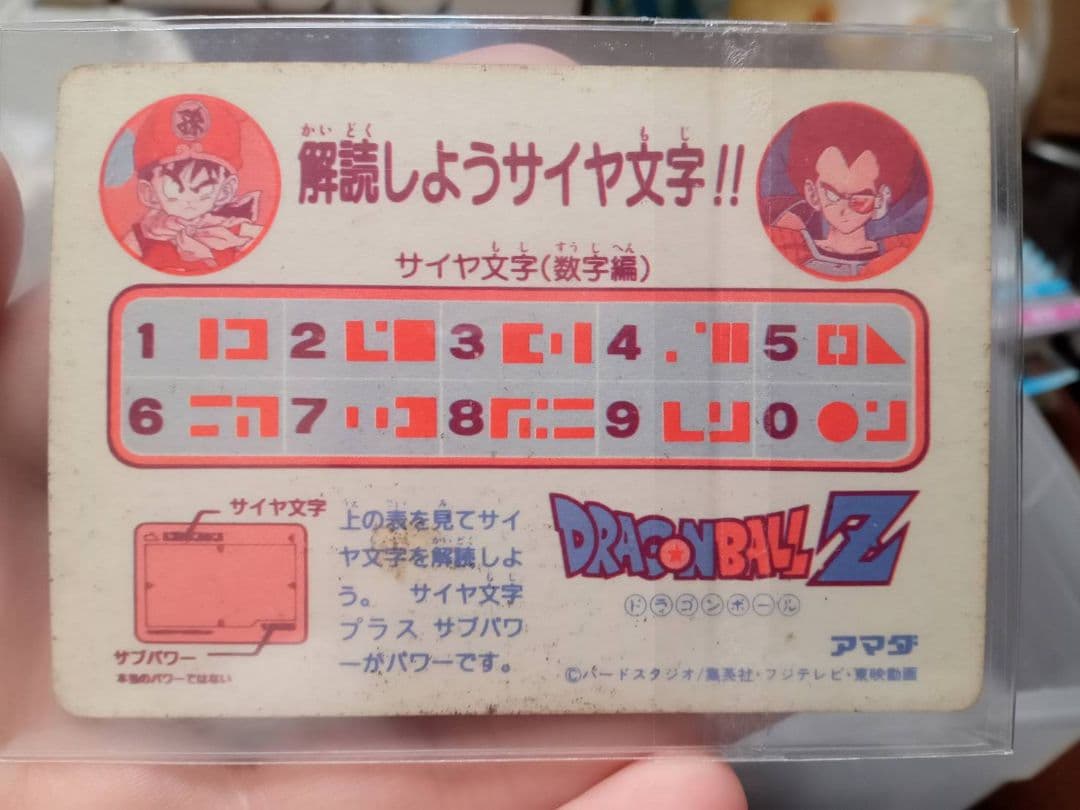 孫
かい どく も じ
解読しようサイヤ文字!!
も じ すう じ へん
サイヤ文字(数字編)
1 2 3 4 5
6 7 8 9 0
サイヤ文字
サブパワー
本当のパワーではない
上の表を見てサイ
ヤ文字を解読しよ
う。 サイヤ文字
プラス サブパワ
ーがパワーです。
DRAGONBALL Z
ドラゴンボール
アマダ
©バードスタジオ/集英社・フジテレビ・東映動画